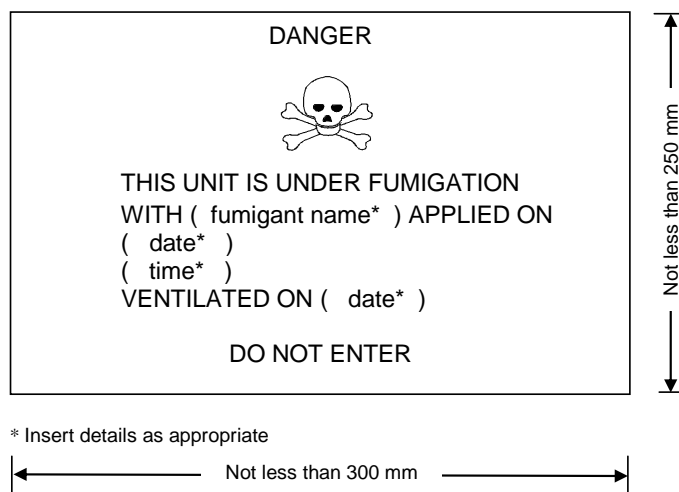 DANGER
THIS UNIT IS UNDER FUMIGATION
WITH ( fumigant name* ) APPLIED ON
( date* )
( time* )
VENTILATED ON ( date* )
DO NOT ENTER
Not less than 250 mm
* Insert details as appropriate
Not less than 300 mm